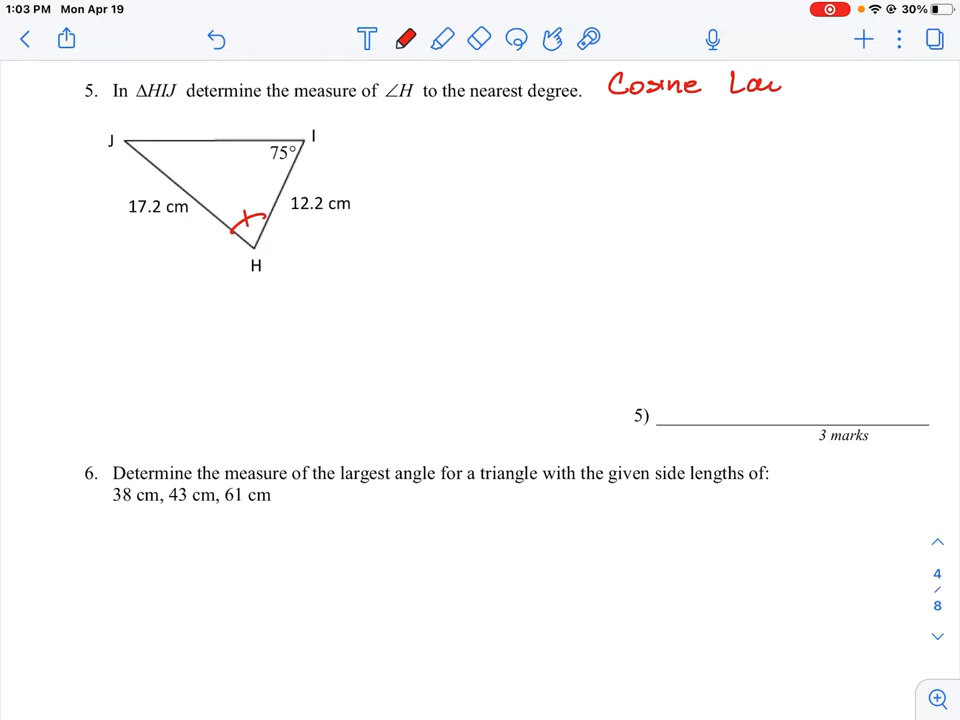 1:03 PM Mon Apr 19 30%
T
5. In ΔHIJ determine the measure of ∠H to the nearest degree. Cosine
J I
75°
17.2 cm 12.2 cm
H
5)
3 marks
6. Determine the measure of the largest angle for a triangle with the given side lengths of:
38 cm, 43 cm, 61 cm
4
/
8